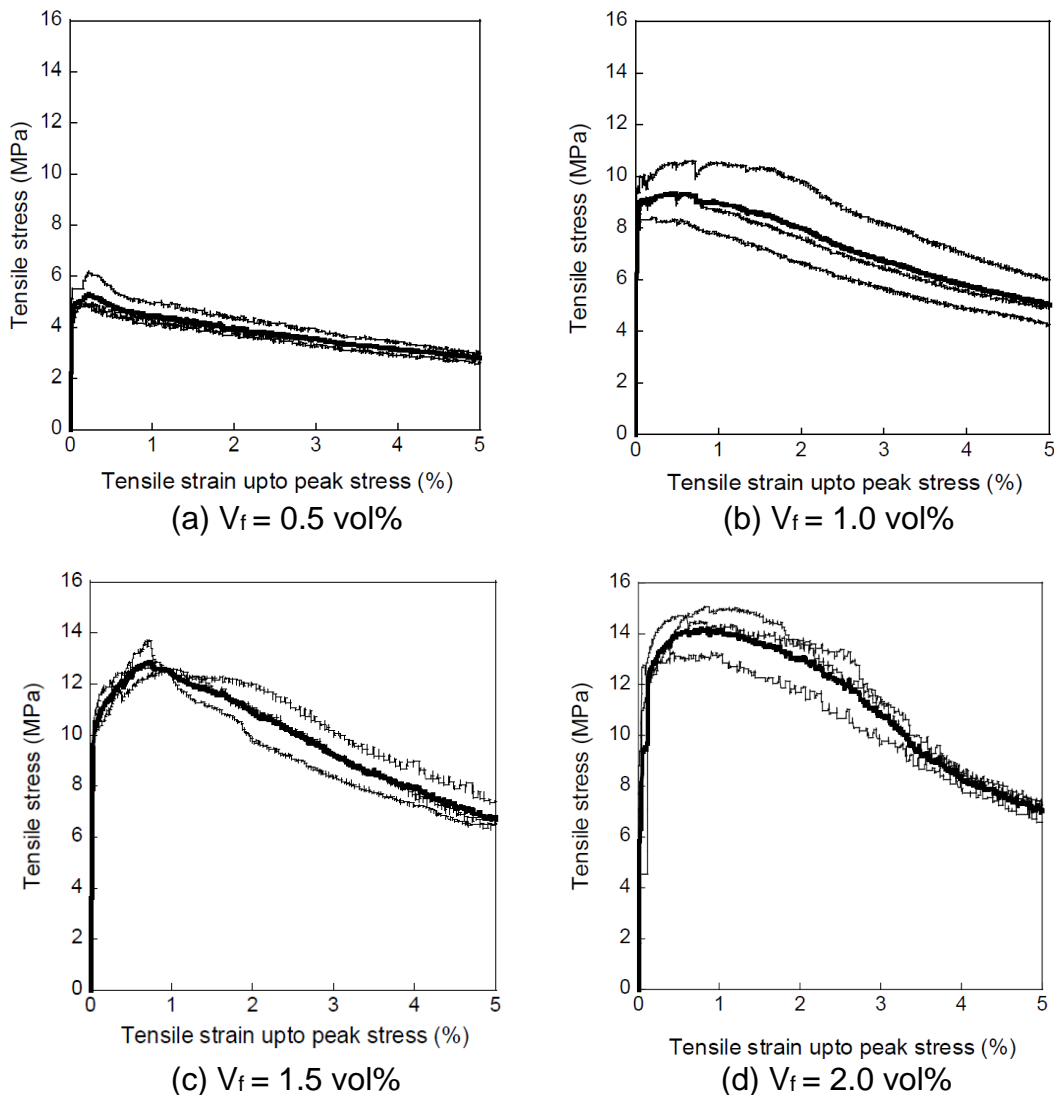 16
14
12
10
8
6
4
2
0
Tensile stress (MPa)
0 1 2 3 4 5
Tensile strain upto peak stress (%)
(a) Vf = 0.5 vol%
16
14
12
10
8
6
4
2
0
Tensile stress (MPa)
0 1 2 3 4 5
Tensile strain upto peak stress (%)
(b) Vf = 1.0 vol%
16
14
12
10
8
6
4
2
0
Tensile stress (MPa)
0 1 2 3 4 5
Tensile strain upto peak stress (%)
(c) Vf = 1.5 vol%
16
14
12
10
8
6
4
2
0
Tensile stress (MPa)
0 1 2 3 4 5
Tensile strain upto peak stress (%)
(d) Vf = 2.0 vol%